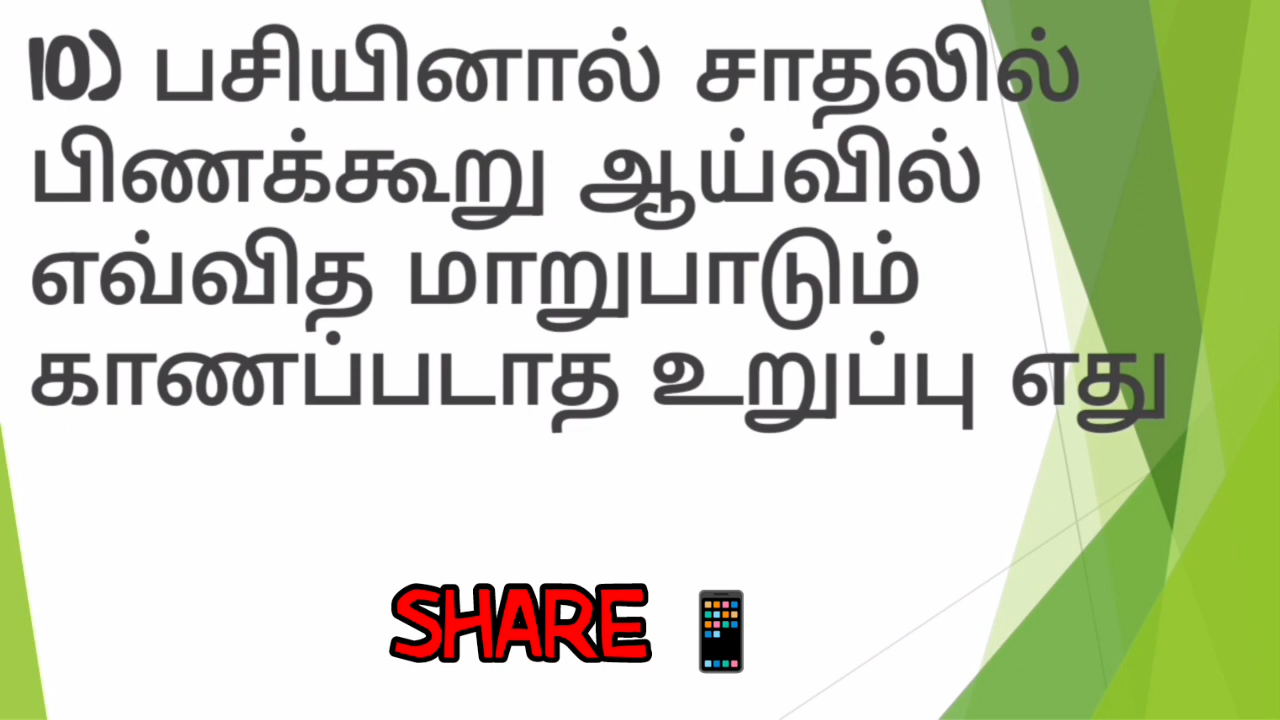 10) பசியினால் சாதலில்
பிணக்கூறு ஆய்வில்
எவ்வித மாறுபாடும்
காணப்படாத உறுப்பு எது
SHARE